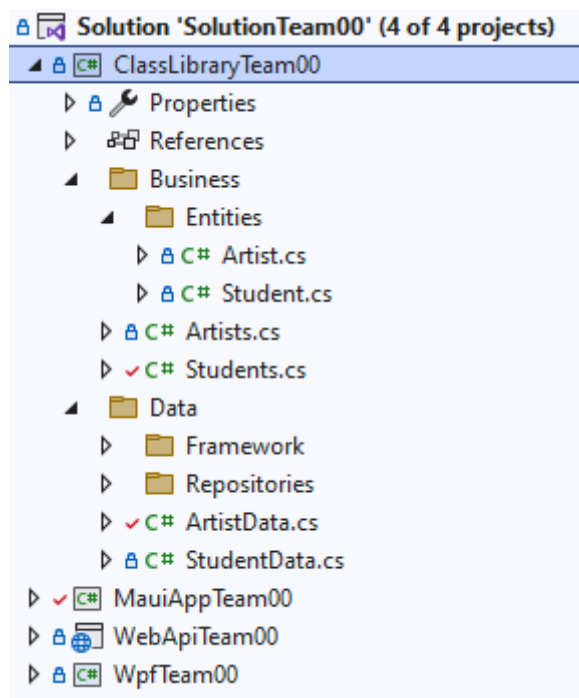 Solution 'SolutionTeam00' (4 of 4 projects)
C# ClassLibraryTeam00
Properties
References
Business
Entities
C# Artist.cs
C# Student.cs
C# Artists.cs
C# Students.cs
Data
Framework
Repositories
C# ArtistData.cs
C# StudentData.cs
C# MauiAppTeam00
WebApiTeam00
C# WpfTeam00